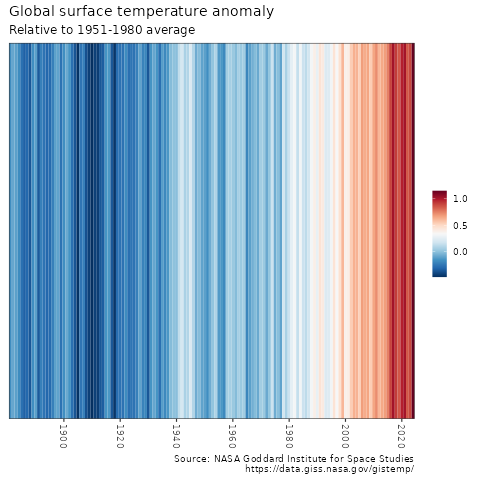 Global surface temperature anomaly
Relative to 1951-1980 average
1.0
0.5
0.0
1900
1920
1940
1960
1980
2000
2020
Source: NASA Goddard Institute for Space Studies
https://data.giss.nasa.gov/gistemp/